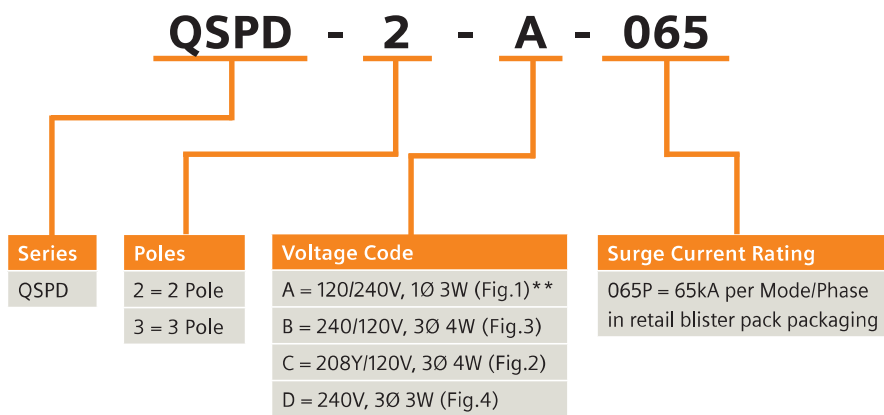 QSPD - 2 - A - 065
Series
QSPD
Poles
2 = 2 Pole
3 = 3 Pole
Voltage Code
A = 120/240V, 1Ø 3W (Fig.1)**
B = 240/120V, 3Ø 4W (Fig.3)
C = 208Y/120V, 3Ø 4W (Fig.2)
D = 240V, 3Ø 3W (Fig.4)
Surge Current Rating
065P = 65kA per Mode/Phase
in retail blister pack packaging